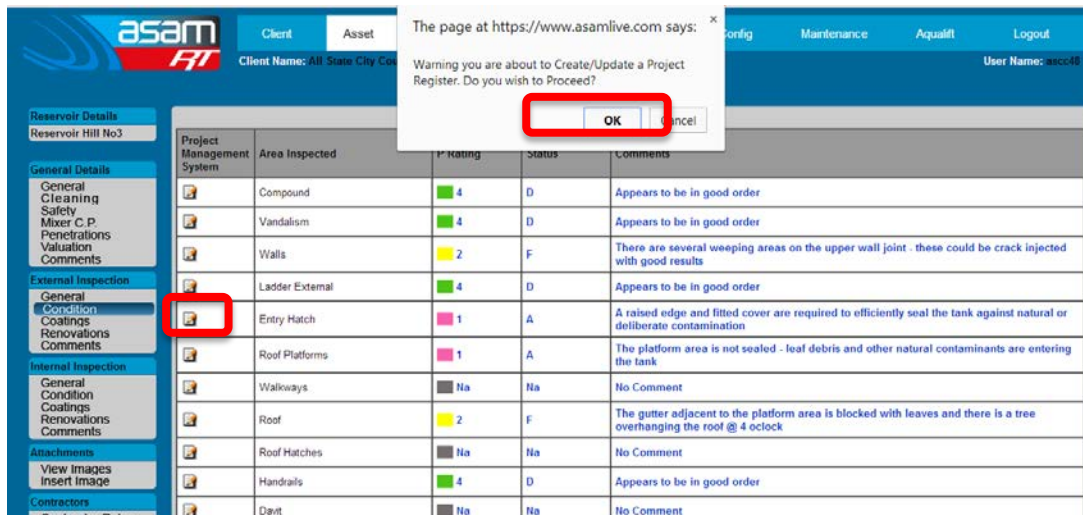 asam
RT
Client Asset
Config Maintenance Aqualift Logout
Client Name: All State City Cou
User Name: ascc40
The page at https://www.asamlive.com says: ×
Warning you are about to Create/Update a Project
Register. Do you wish to Proceed?
OK Cancel
Reservoir Details
Reservoir Hill No3
General Details
General
Cleaning
Safety
Mixer C.P.
Penetrations
Valuation
Comments
External Inspection
General
Condition
Coatings
Renovations
Comments
Internal Inspection
General
Condition
Coatings
Renovations
Comments
Attachments
View Images
Insert Image
Contractors
Project
Management
System
Area Inspected P Rating Status Comments
Compound 4 D Appears to be in good order
Vandalism 4 D Appears to be in good order
Walls 2 F There are several weeping areas on the upper wall joint - these could be crack injected
with good results
Ladder External 4 D Appears to be in good order
Entry Hatch 1 A A raised edge and fitted cover are required to efficiently seal the tank against natural or
deliberate contamination
Roof Platforms 1 A The platform area is not sealed - leaf debris and other natural contaminants are entering
the tank
Walkways Na Na No Comment
Roof 2 F The gutter adjacent to the platform area is blocked with leaves and there is a tree
overhanging the roof @ 4 oclock
Roof Hatches Na Na No Comment
Handrails 4 D Appears to be in good order
Davit Na Na No Comment